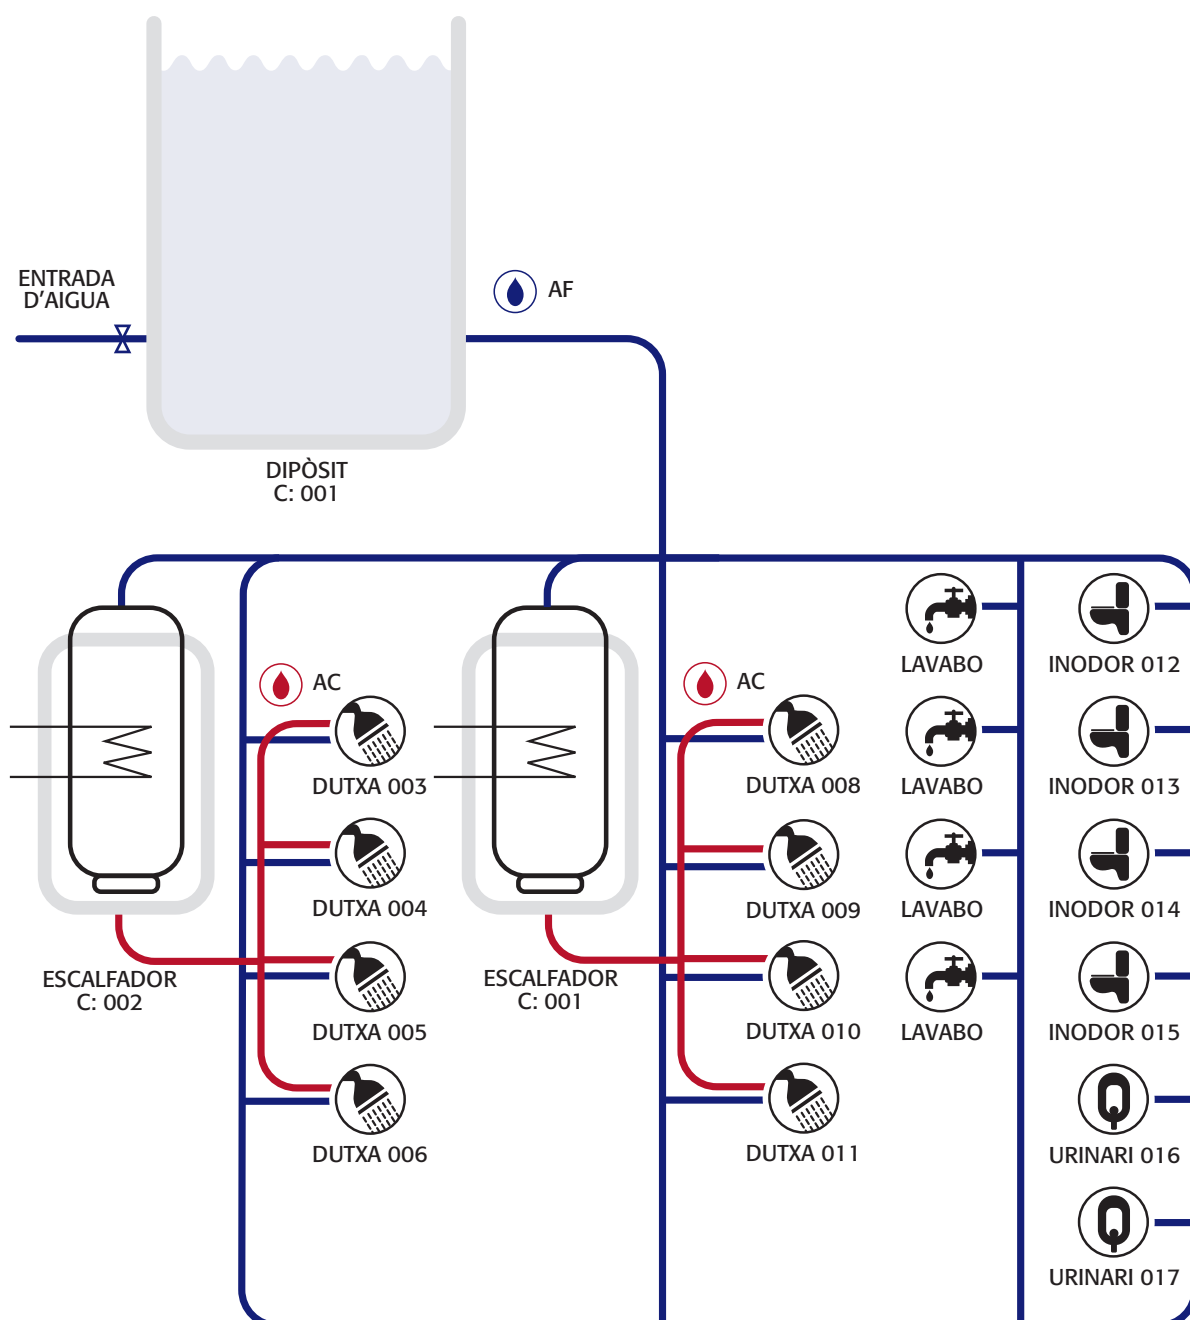 ENTRADA
D'AIGUA
AF
DIPÒSIT
C: 001
AC
AC
LAVABO
INODOR 012
DUTXA 003
DUTXA 008
LAVABO
INODOR 013
DUTXA 004
DUTXA 009
LAVABO
INODOR 014
ESCALFADOR
C: 002
ESCALFADOR
C: 001
DUTXA 005
DUTXA 010
LAVABO
INODOR 015
DUTXA 006
DUTXA 011
URINARI 016
URINARI 017